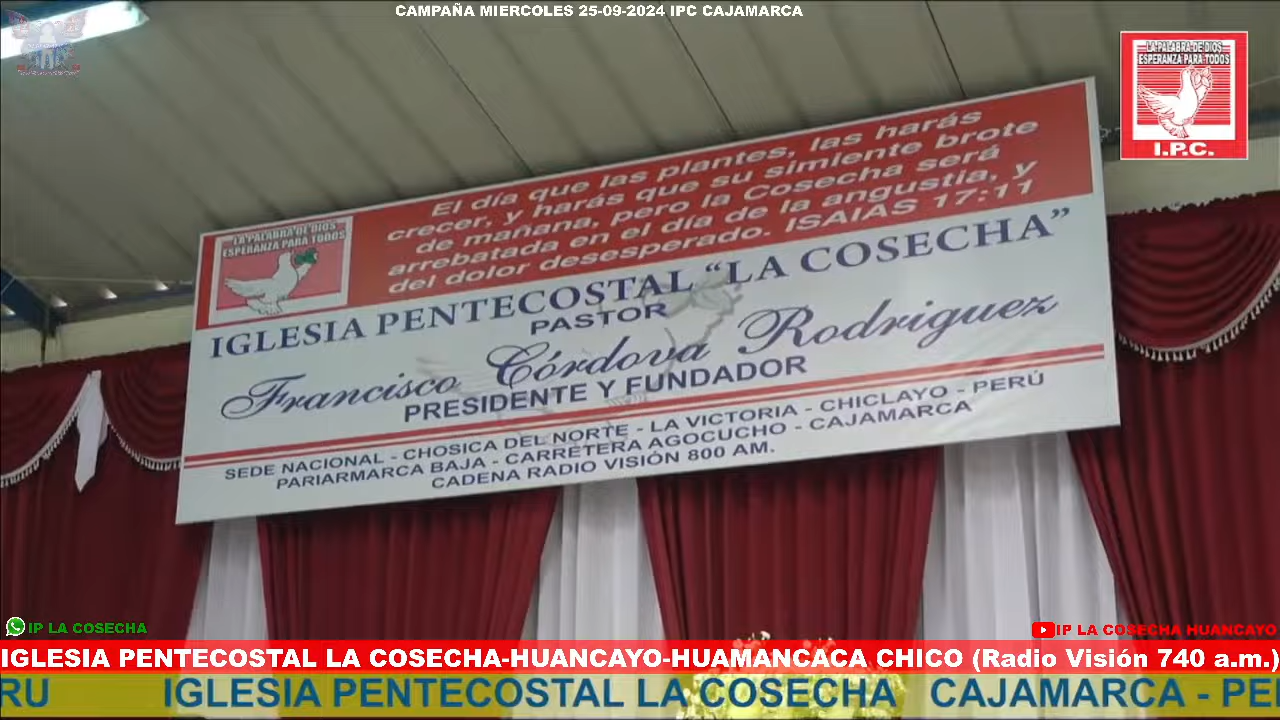 CAMPAÑA MIERCOLES 25-09-2024 IPC CAJAMARCA
LA PALABRA DE DIOS
ESPERANZA PARA TODOS
I.P.C.
El día que las plantes, las harás
crecer, y harás que su simiente brote
de mañana, pero la Cosecha será
arrebatada en el día de la angustia, y
del dolor desesperado. ISAIAS 17:11
LA PALABRA DE DIOS
ESPERANZA PARA TODOS
IGLESIA PENTECOSTAL “LA COSECHA”
PASTOR
Francisco Córdova Rodriguez
PRESIDENTE Y FUNDADOR
SEDE NACIONAL - CHOSICA DEL NORTE - LA VICTORIA - CHICLAYO - PERÚ
PARIARMARCA BAJA - CARRETERA AGOCUCHO - CAJAMARCA
CADENA RADIO VISIÓN 800 AM.
IP LA COSECHA
IP LA COSECHA HUANCAYO
IGLESIA PENTECOSTAL LA COSECHA-HUANCAYO-HUAMANCACA CHICO (Radio Visión 740 a.m.)
RU IGLESIA PENTECOSTAL LA COSECHA CAJAMARCA - PE